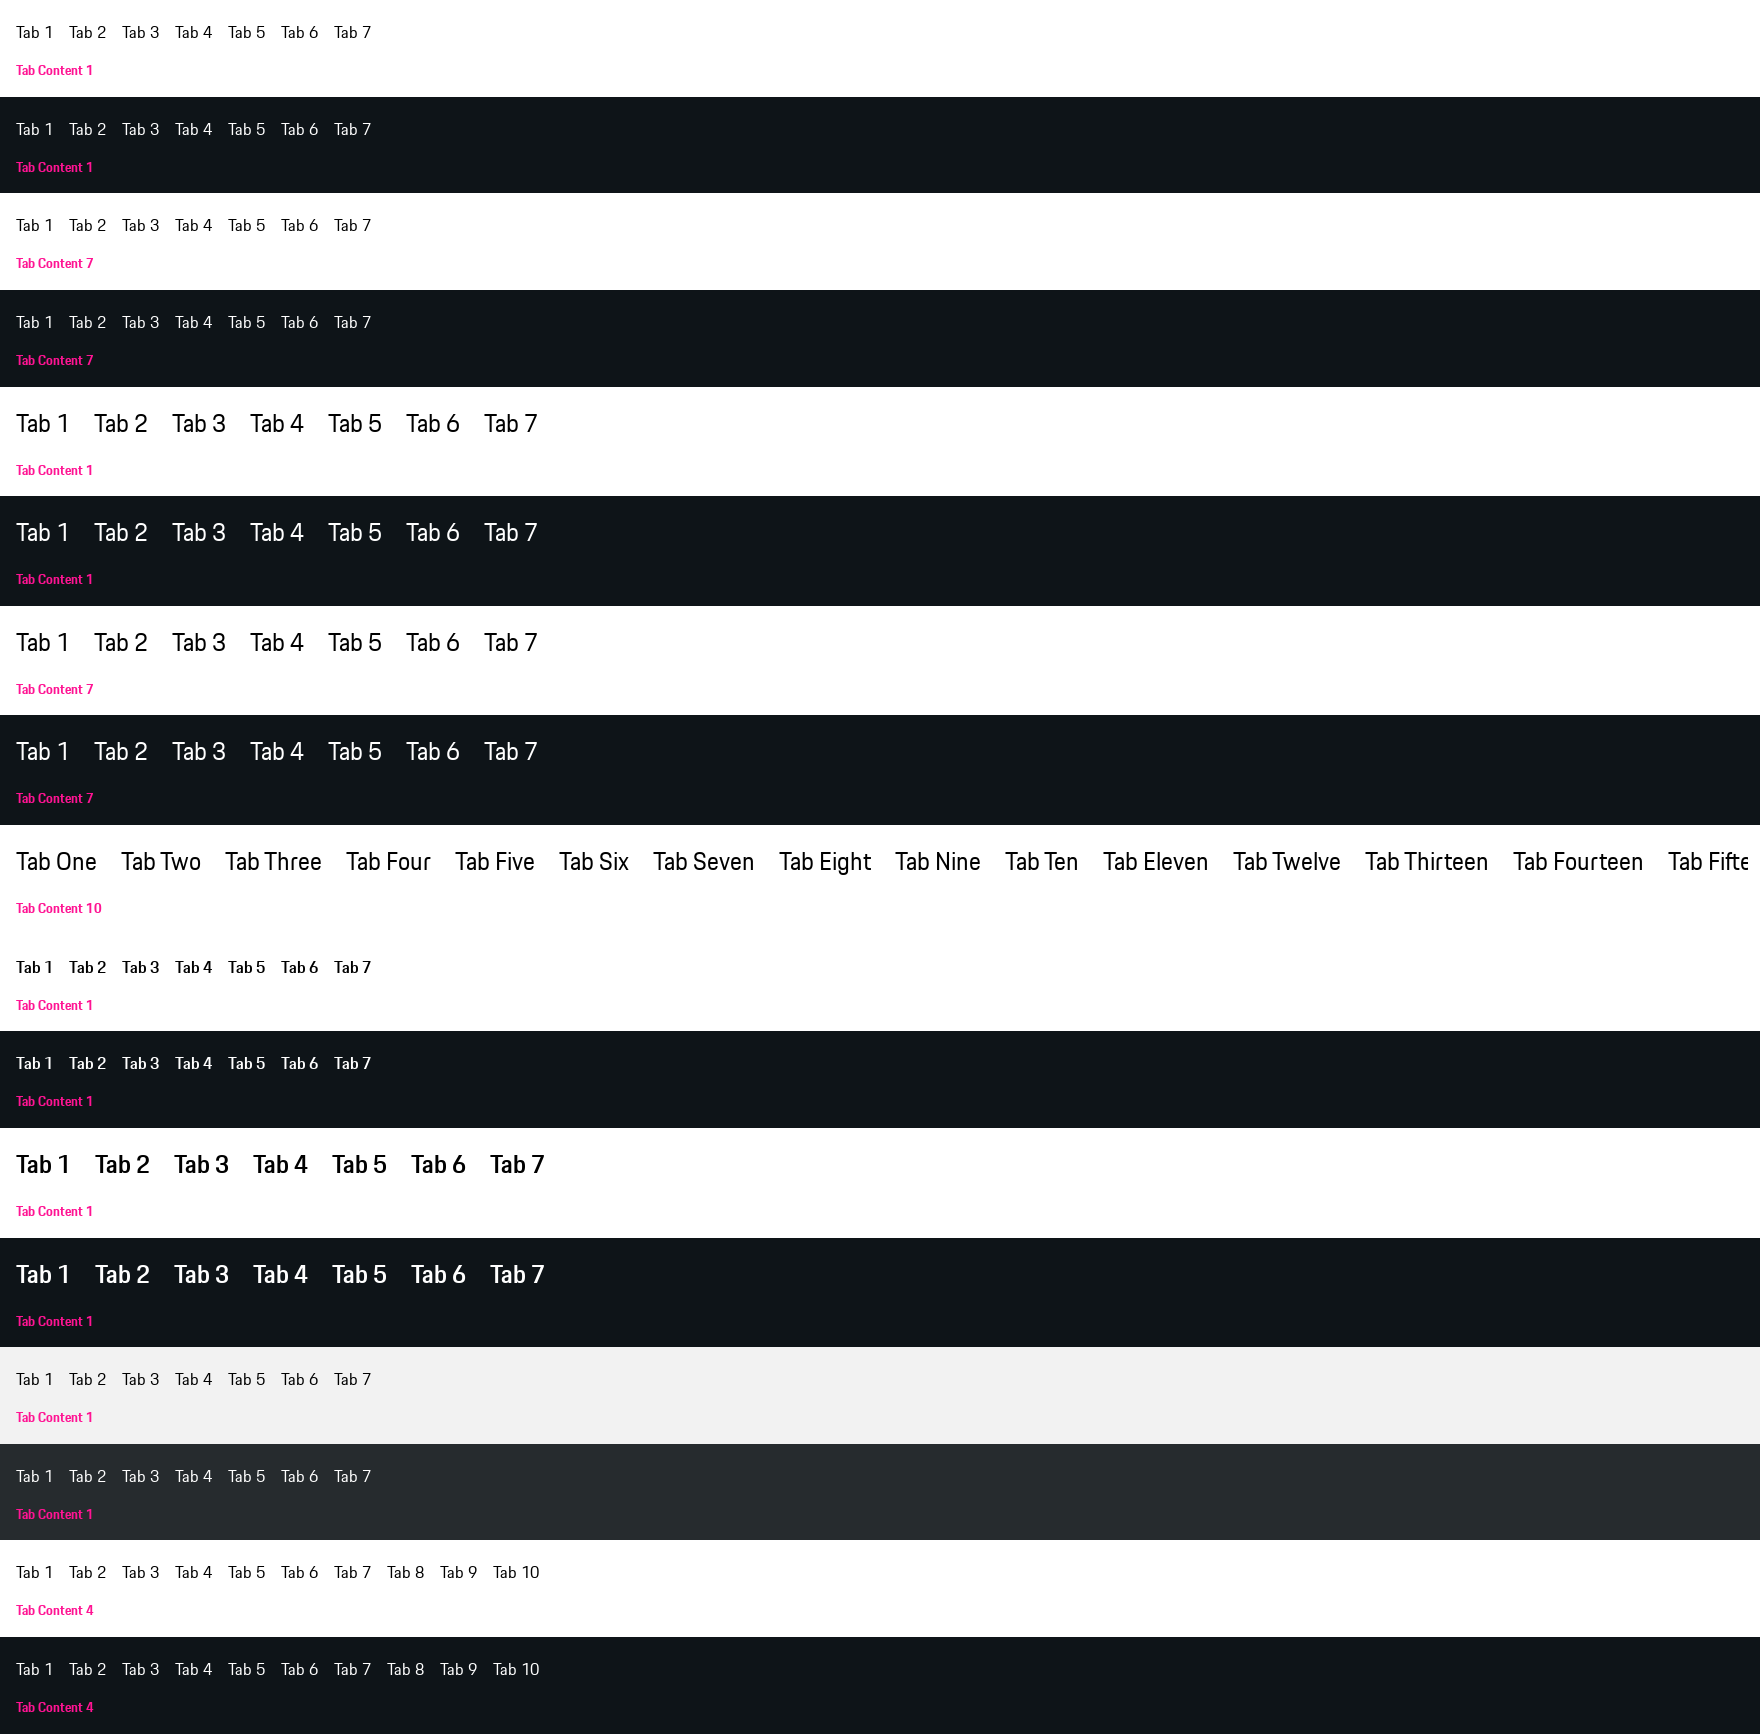 Tab 1 Tab 2 Tab 3 Tab 4 Tab 5 Tab 6 Tab 7
Tab Content 1
Tab 1 Tab 2 Tab 3 Tab 4 Tab 5 Tab 6 Tab 7
Tab Content 1
Tab 1 Tab 2 Tab 3 Tab 4 Tab 5 Tab 6 Tab 7
Tab Content 7
Tab 1 Tab 2 Tab 3 Tab 4 Tab 5 Tab 6 Tab 7
Tab Content 7
Tab 1 Tab 2 Tab 3 Tab 4 Tab 5 Tab 6 Tab 7
Tab Content 1
Tab 1 Tab 2 Tab 3 Tab 4 Tab 5 Tab 6 Tab 7
Tab Content 1
Tab 1 Tab 2 Tab 3 Tab 4 Tab 5 Tab 6 Tab 7
Tab Content 7
Tab 1 Tab 2 Tab 3 Tab 4 Tab 5 Tab 6 Tab 7
Tab Content 7
Tab One Tab Two Tab Three Tab Four Tab Five Tab Six Tab Seven Tab Eight Tab Nine Tab Ten Tab Eleven Tab Twelve Tab Thirteen Tab Fourteen Tab Fifte
Tab Content 10
Tab 1 Tab 2 Tab 3 Tab 4 Tab 5 Tab 6 Tab 7
Tab Content 1
Tab 1 Tab 2 Tab 3 Tab 4 Tab 5 Tab 6 Tab 7
Tab Content 1
Tab 1 Tab 2 Tab 3 Tab 4 Tab 5 Tab 6 Tab 7
Tab Content 1
Tab 1 Tab 2 Tab 3 Tab 4 Tab 5 Tab 6 Tab 7
Tab Content 1
Tab 1 Tab 2 Tab 3 Tab 4 Tab 5 Tab 6 Tab 7
Tab Content 1
Tab 1 Tab 2 Tab 3 Tab 4 Tab 5 Tab 6 Tab 7
Tab Content 1
Tab 1 Tab 2 Tab 3 Tab 4 Tab 5 Tab 6 Tab 7 Tab 8 Tab 9 Tab 10
Tab Content 4
Tab 1 Tab 2 Tab 3 Tab 4 Tab 5 Tab 6 Tab 7 Tab 8 Tab 9 Tab 10
Tab Content 4